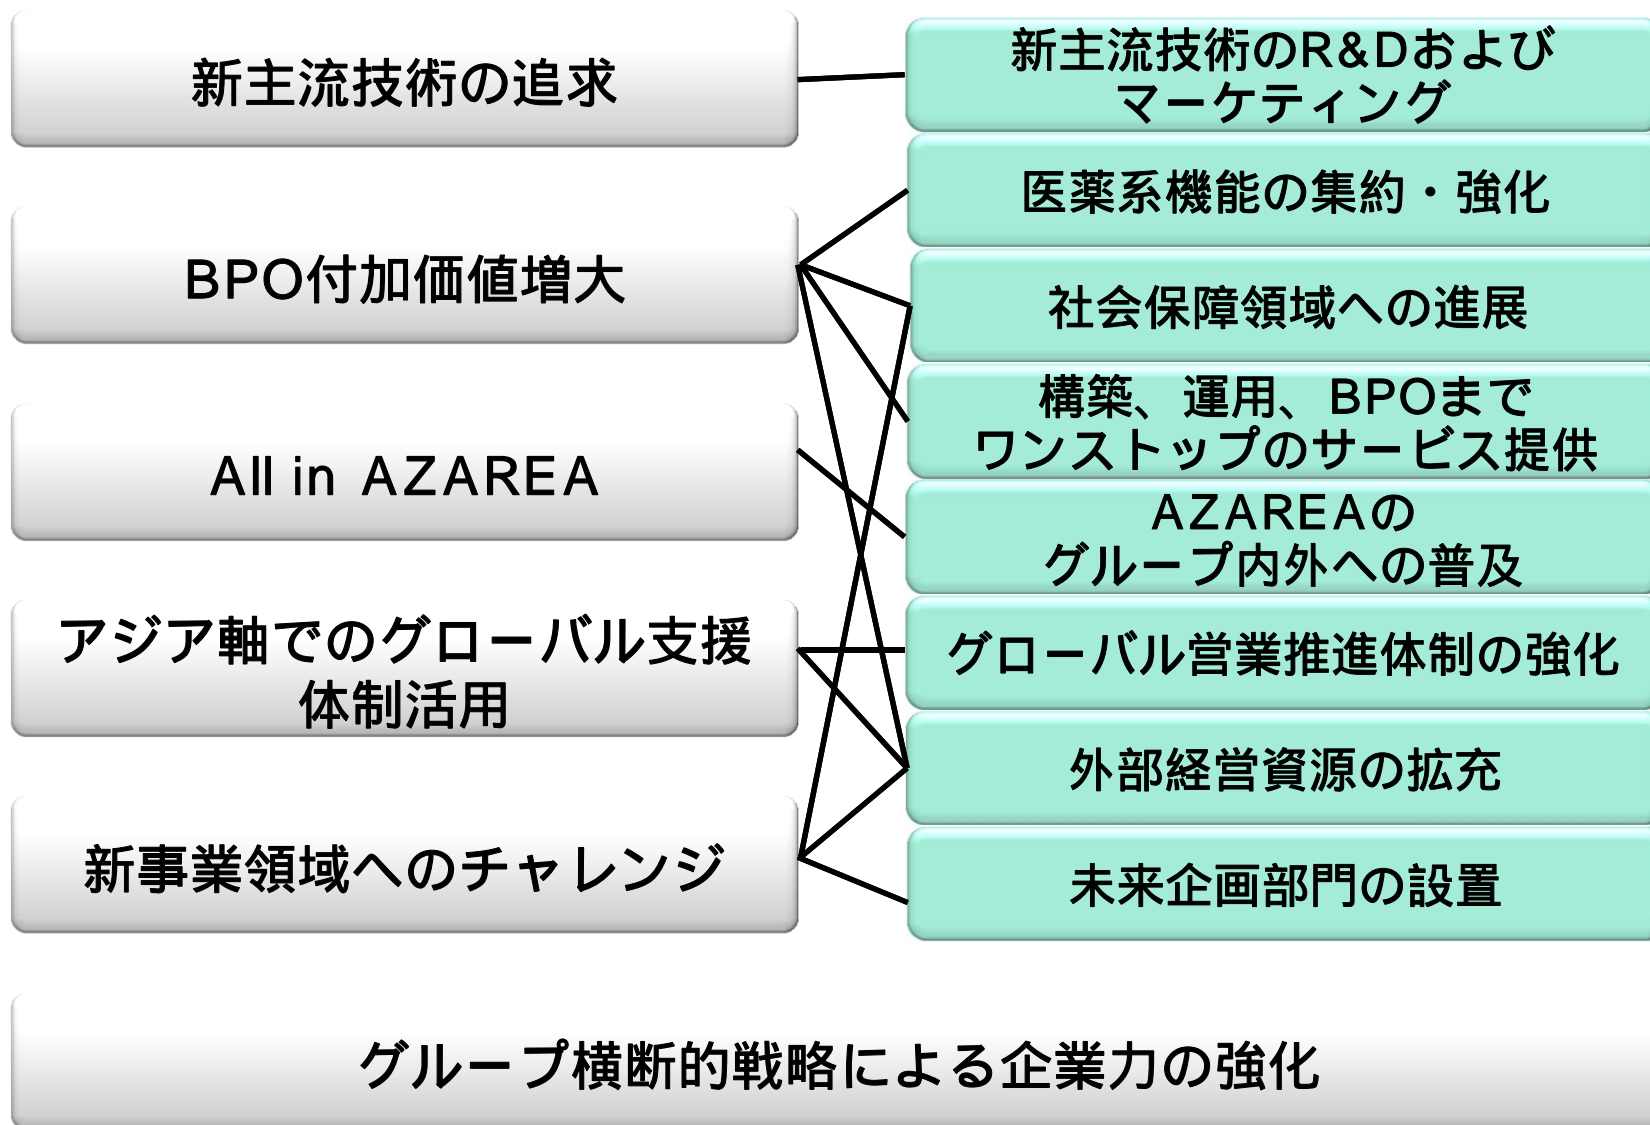 新主流技術の追求
BPO付加価値増大
All in AZAREA
アジア軸でのグローバル支援
体制活用
新事業領域へのチャレンジ
新主流技術のR&Dおよび
マーケティング
医薬系機能の集約・強化
社会保障領域への進展
構築、運用、BPOまで
ワンストップのサービス提供
AZAREAの
グループ内外への普及
グローバル営業推進体制の強化
外部経営資源の拡充
未来企画部門の設置
グループ横断的戦略による企業力の強化